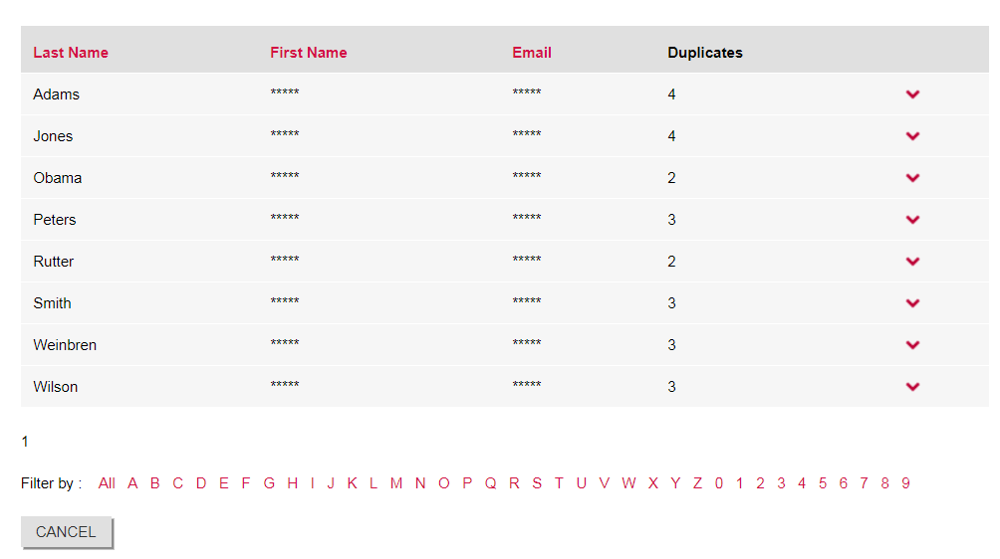 Last Name First Name Email Duplicates
Adams ***** ***** 4
Jones ***** ***** 4
Obama ***** ***** 2
Peters ***** ***** 3
Rutter ***** ***** 2
Smith ***** ***** 3
Weinbren ***** ***** 3
Wilson ***** ***** 3
1
Filter by : All A B C D E F G H I J K L M N O P Q R S T U V W X Y Z 0 1 2 3 4 5 6 7 8 9
CANCEL